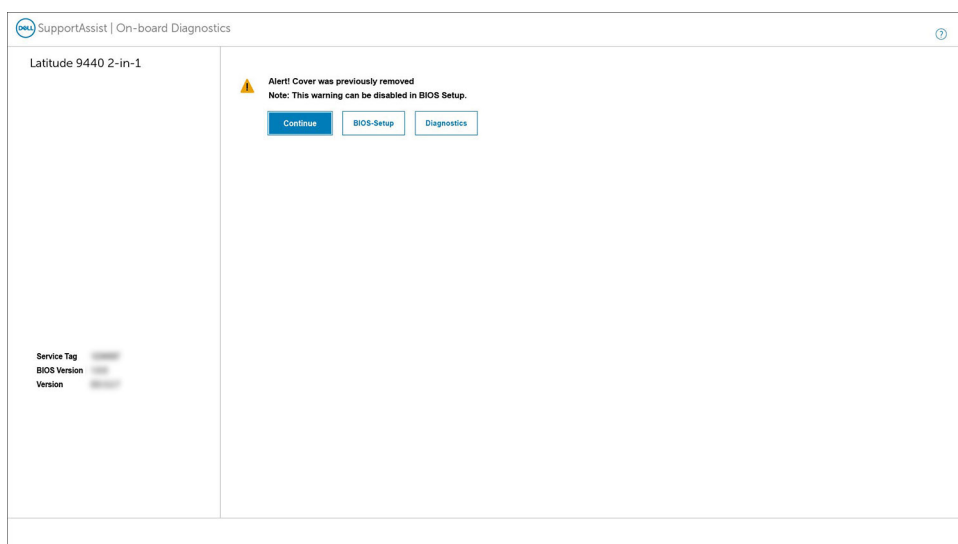 DELL SupportAssist | On-board Diagnostics
?
Latitude 9440 2-in-1
Alert! Cover was previously removed
Note: This warning can be disabled in BIOS Setup.
Continue BIOS-Setup Diagnostics
Service Tag
BIOS Version
Version